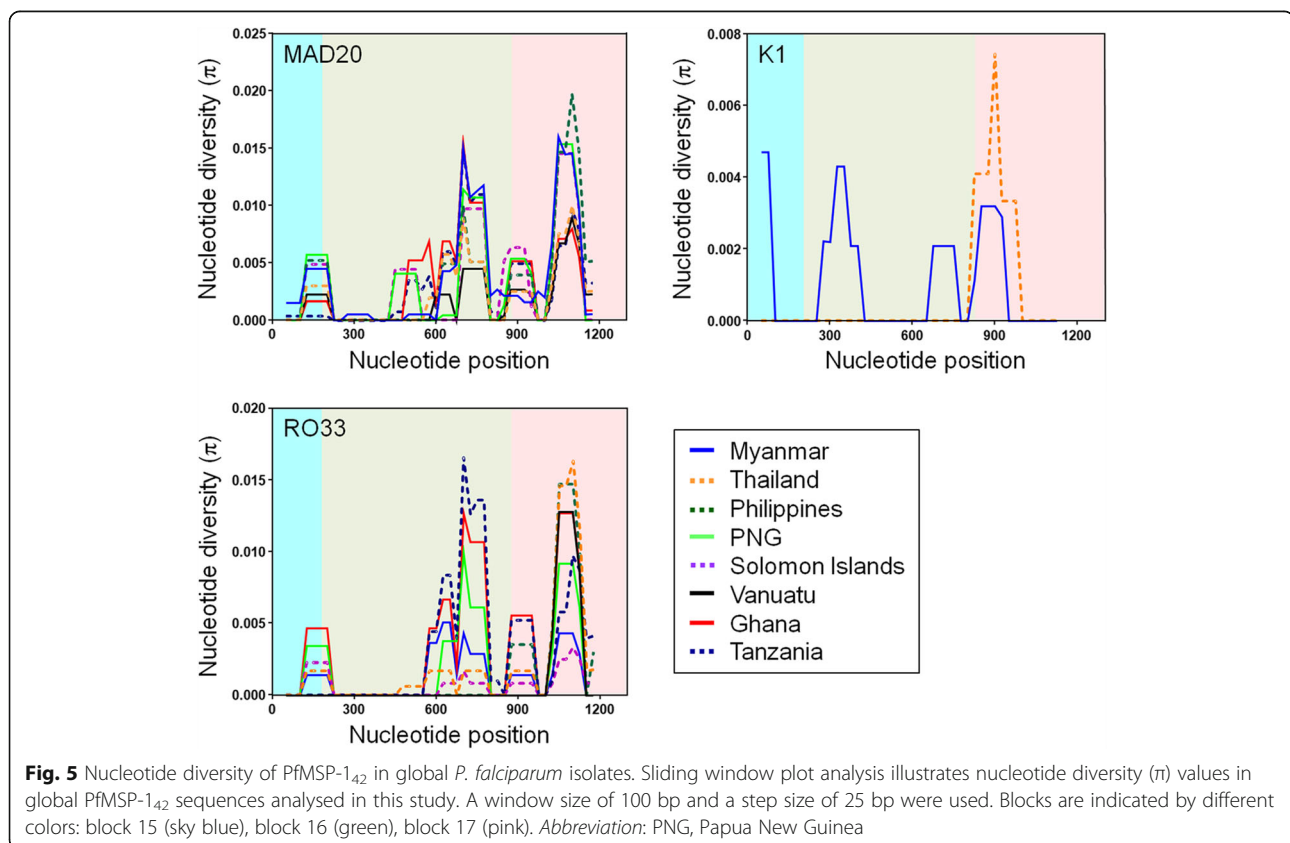 MAD20
Nucleotide diversity (π)
0.025
0.020
0.015
0.010
0.005
0.000
0 300 600 900 1200
Nucleotide position
K1
Nucleotide diversity (π)
0.008
0.006
0.004
0.002
0.000
0 300 600 900 1200
Nucleotide position
RO33
Nucleotide diversity (π)
0.020
0.015
0.010
0.005
0.000
0 300 600 900 1200
Nucleotide position
Myanmar
Thailand
Philippines
PNG
Solomon Islands
Vanuatu
Ghana
Tanzania
Fig. 5 Nucleotide diversity of PfMSP-1₄₂ in global P. falciparum isolates. Sliding window plot analysis illustrates nucleotide diversity (π) values in
global PfMSP-1₄₂ sequences analysed in this study. A window size of 100 bp and a step size of 25 bp were used. Blocks are indicated by different
colors: block 15 (sky blue), block 16 (green), block 17 (pink). Abbreviation: PNG, Papua New Guinea